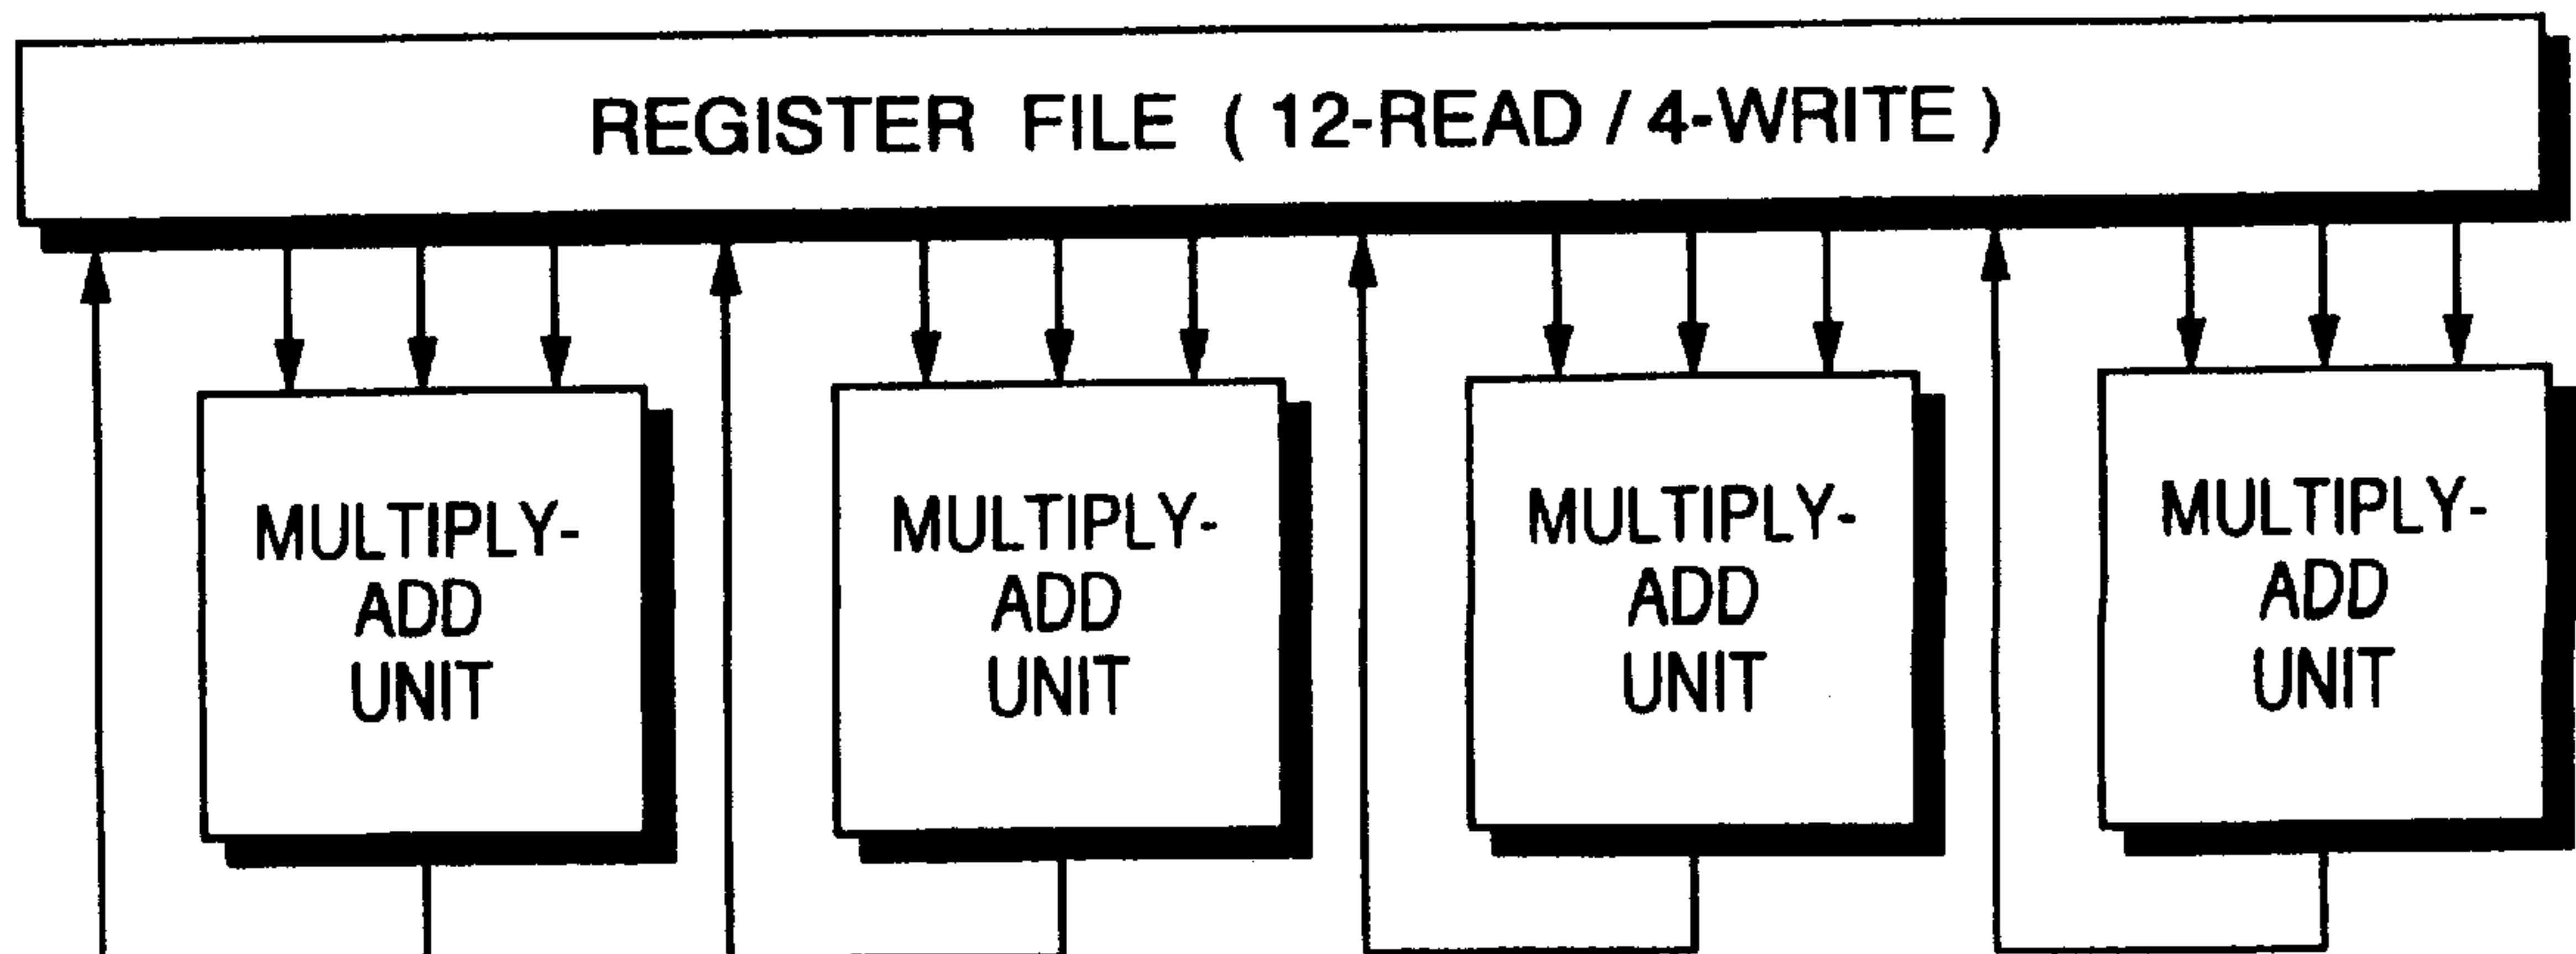 REGISTER FILE ( 12-READ / 4-WRITE )
MULTIPLY-
ADD
UNIT
MULTIPLY-
ADD
UNIT
MULTIPLY-
ADD
UNIT
MULTIPLY-
ADD
UNIT